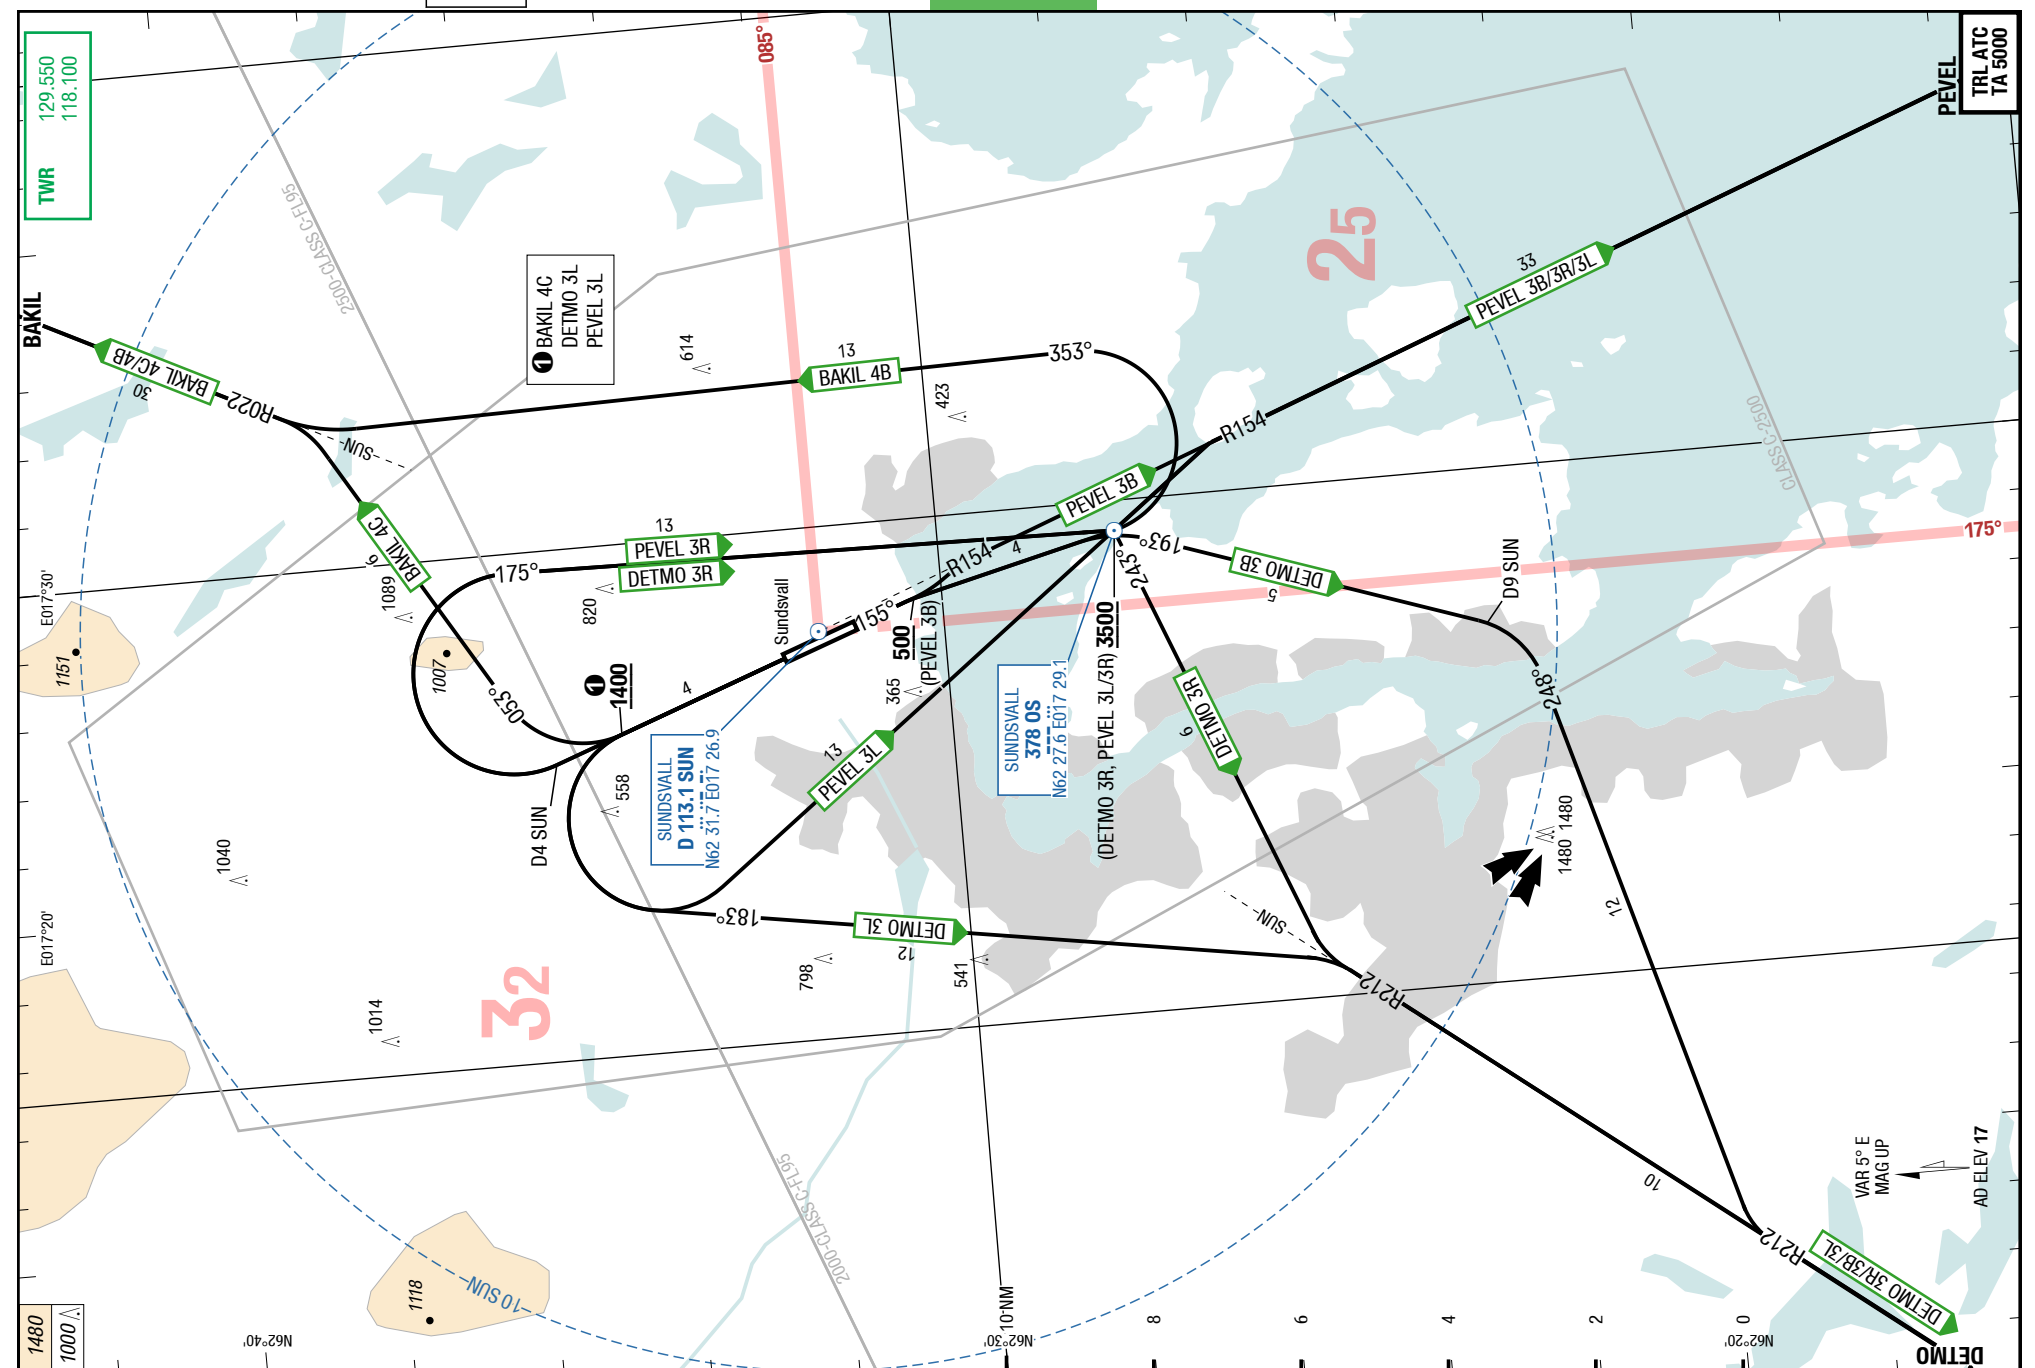 TWR 129.550
118.100
TRL ATC
TA 5000
PEVEL
BAKIL
085°
2500-CLASS C-FL95
BAKIL 4C/4B
30
R022
SUN
❶ BAKIL 4C
DETMO 3L
PEVEL 3L
614
13
BAKIL 4B
353°
423
25
33
PEVEL 3B/3R/3L
CLASS C-2500
R154
PEVEL 3B
BAKIL 4C
6
1089
E017°30'
1151
1007
053°
175°
13
PEVEL 3R
DETMO 3R
820
Sundsvall
155°
R154
4
500
(PEVEL 3B)
365
193°
243°
DETMO 3B
5
D9 SUN
175°
❶
1400
4
D4 SUN
558
SUNDSVALL
D 113.1 SUN
N62 31.7 E017 26.9
SUNDSVALL
378 OS
N62 27.6 E017 29.1
(DETMO 3R, PEVEL 3L/3R) 3500
13
PEVEL 3L
DETMO 3R
6
248°
1480 1480
12
1040
E017°20'
1014
32
183°
DETMO 3L
12
798
541
SUN
R212
10
R212
DETMO 3R/3B/3L
DETMO
VAR 5° E
MAG UP
AD ELEV 17
2000-CLASS C-FL95
1118
10 SUN
1480
1000
N62°40'
N62°30'
N62°20'
10 NM
8
6
4
2
0